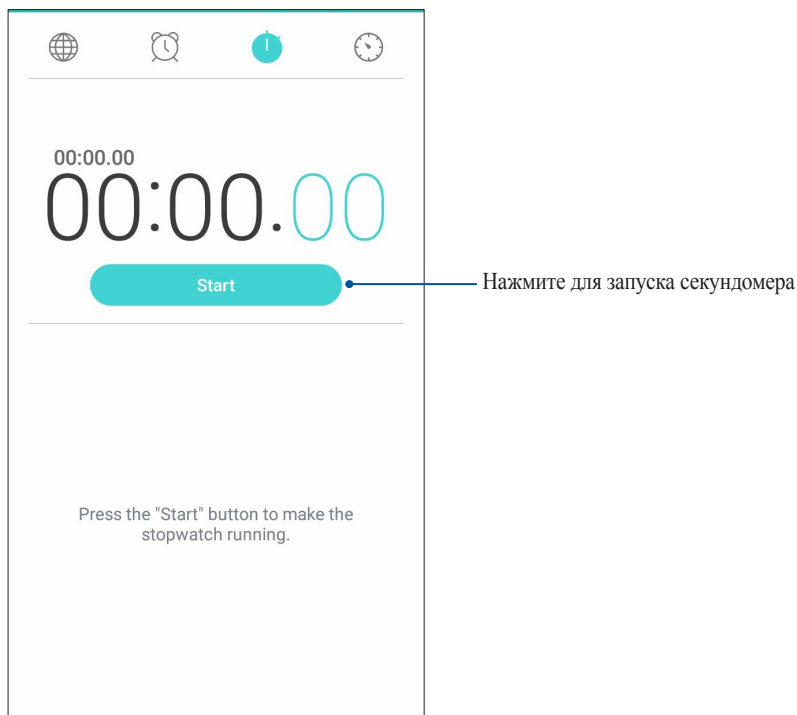 00:00.00
00:00.00
Start
Нажмите для запуска секундомера
Press the "Start" button to make the
stopwatch running.